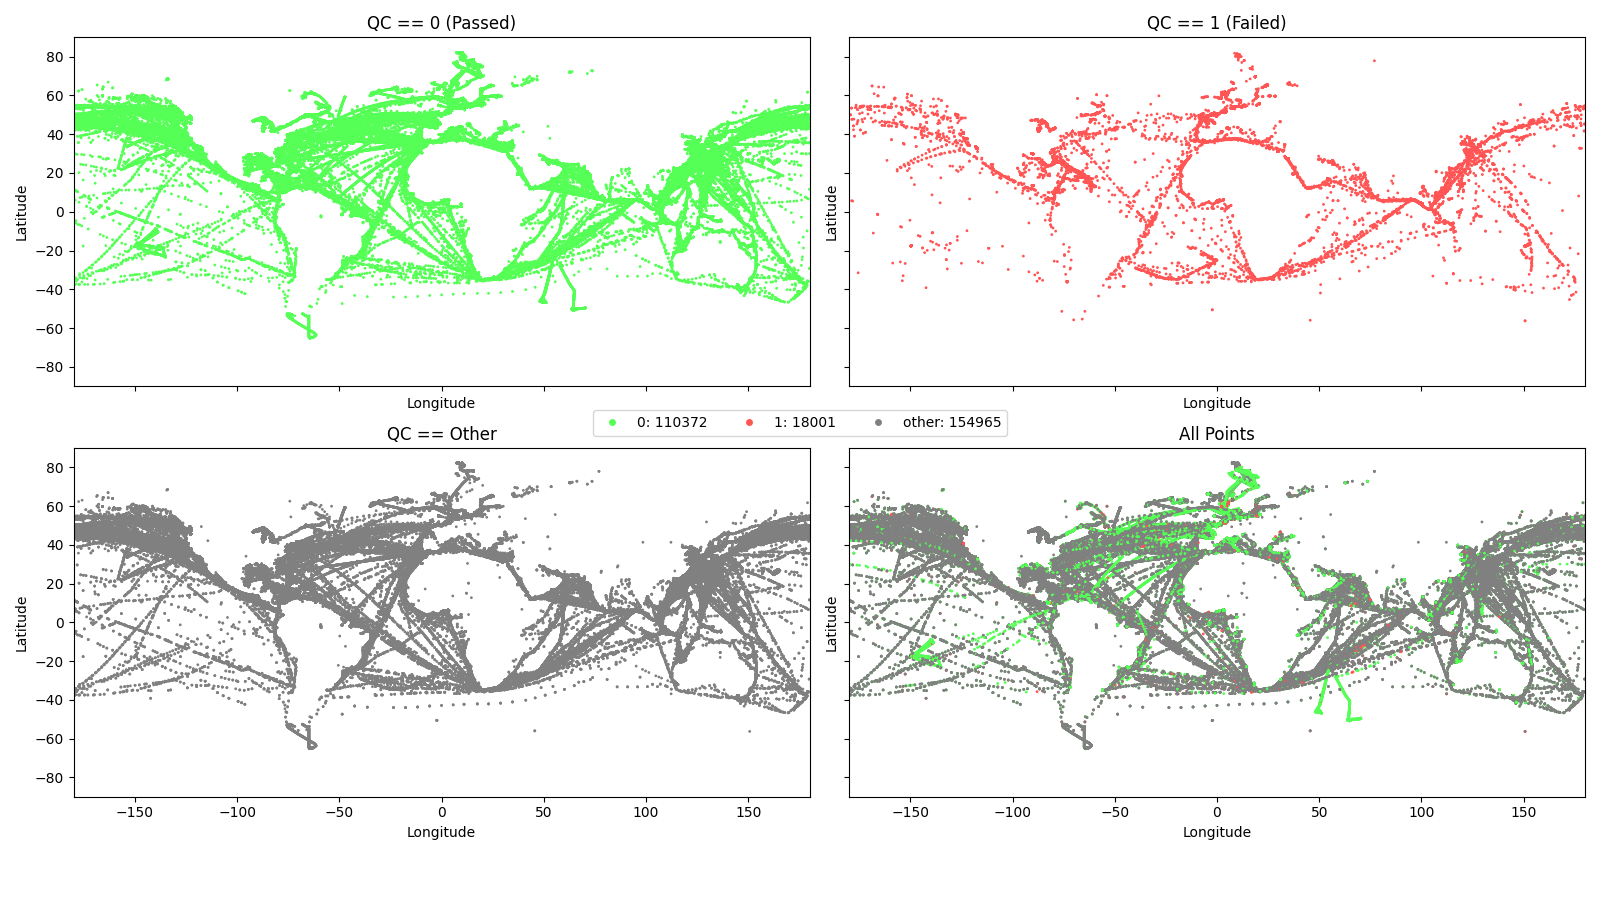 QC == 0 (Passed)
QC == 1 (Failed)
80
60
40
20
0
−20
−40
−60
−80
Latitude
Latitude
Longitude
Longitude
0: 110372
1: 18001
other: 154965
QC == Other
All Points
80
60
40
20
0
−20
−40
−60
−80
Latitude
Latitude
−150
−100
−50
0
50
100
150
−150
−100
−50
0
50
100
150
Longitude
Longitude